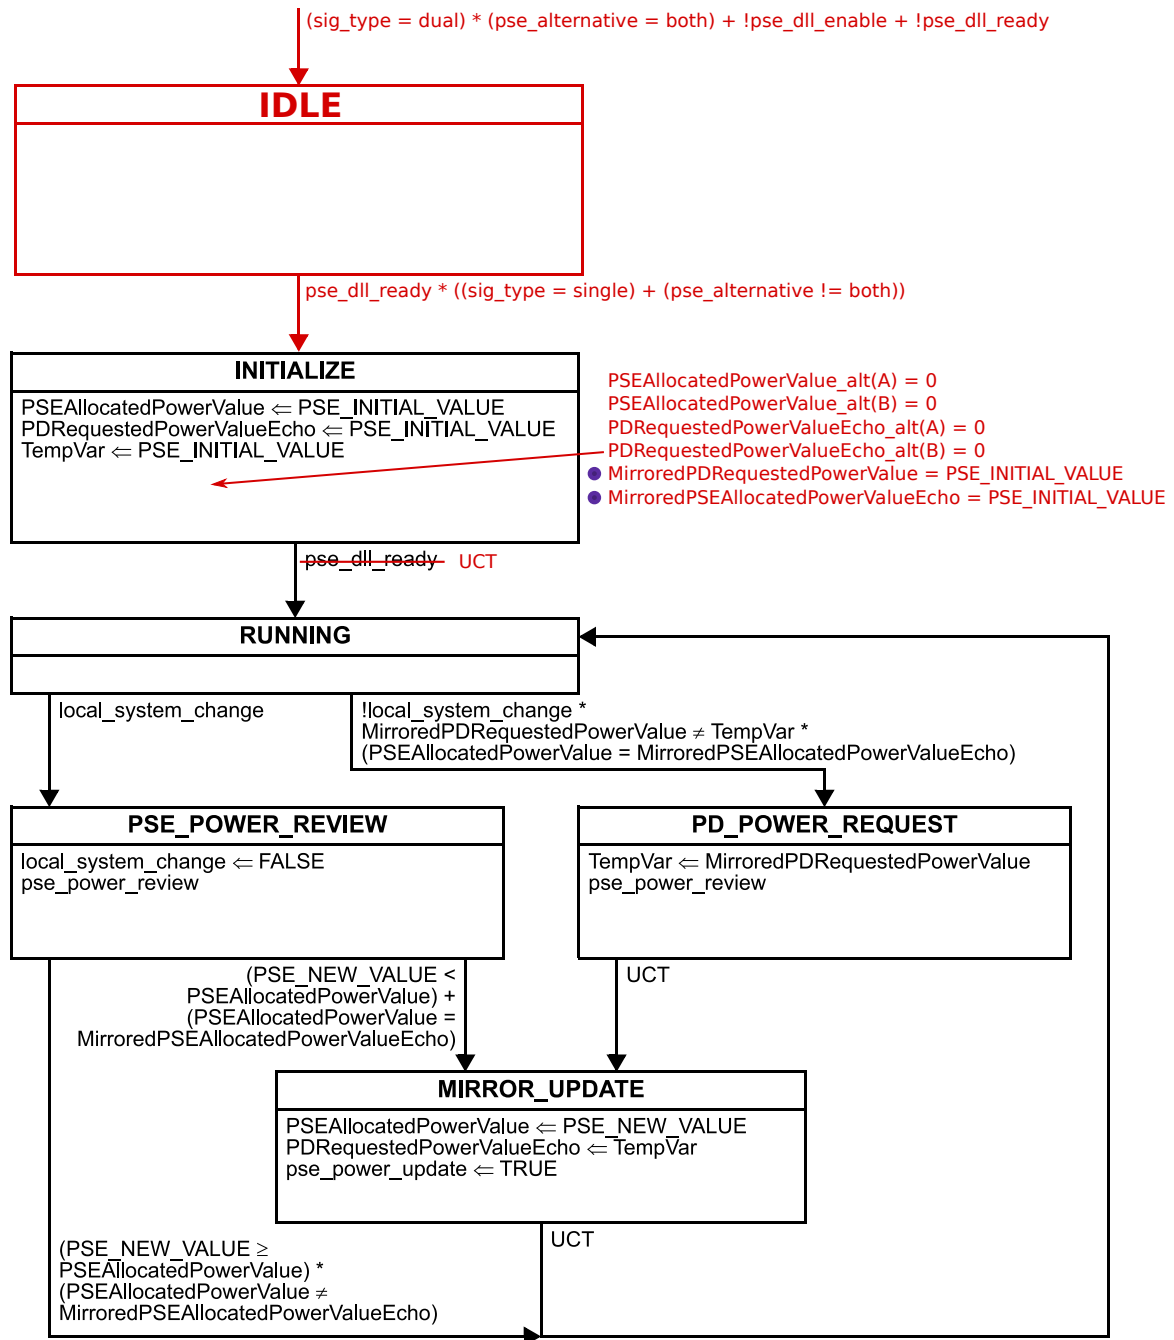 (sig_type = dual) * (pse_alternative = both) + !pse_dll_enable + !pse_dll_ready
IDLE
pse_dll_ready * ((sig_type = single) + (pse_alternative != both))
INITIALIZE
PSEAllocatedPowerValue ⇐ PSE_INITIAL_VALUE
PDRequestedPowerValueEcho ⇐ PSE_INITIAL_VALUE
TempVar ⇐ PSE_INITIAL_VALUE
PSEAllocatedPowerValue_alt(A) = 0
PSEAllocatedPowerValue_alt(B) = 0
PDRequestedPowerValueEcho_alt(A) = 0
PDRequestedPowerValueEcho_alt(B) = 0
MirroredPDRequestedPowerValue = PSE_INITIAL_VALUE
MirroredPSEAllocatedPowerValueEcho = PSE_INITIAL_VALUE
pse_dll_ready UCT
RUNNING
local_system_change
!local_system_change *
MirroredPDRequestedPowerValue ≠ TempVar *
(PSEAllocatedPowerValue = MirroredPSEAllocatedPowerValueEcho)
PSE_POWER_REVIEW
local_system_change ⇐ FALSE
pse_power_review
PD_POWER_REQUEST
TempVar ⇐ MirroredPDRequestedPowerValue
pse_power_review
(PSE_NEW_VALUE <
PSEAllocatedPowerValue) +
(PSEAllocatedPowerValue =
MirroredPSEAllocatedPowerValueEcho)
UCT
MIRROR_UPDATE
PSEAllocatedPowerValue ⇐ PSE_NEW_VALUE
PDRequestedPowerValueEcho ⇐ TempVar
pse_power_update ⇐ TRUE
UCT
(PSE_NEW_VALUE ≥
PSEAllocatedPowerValue) *
(PSEAllocatedPowerValue ≠
MirroredPSEAllocatedPowerValueEcho)